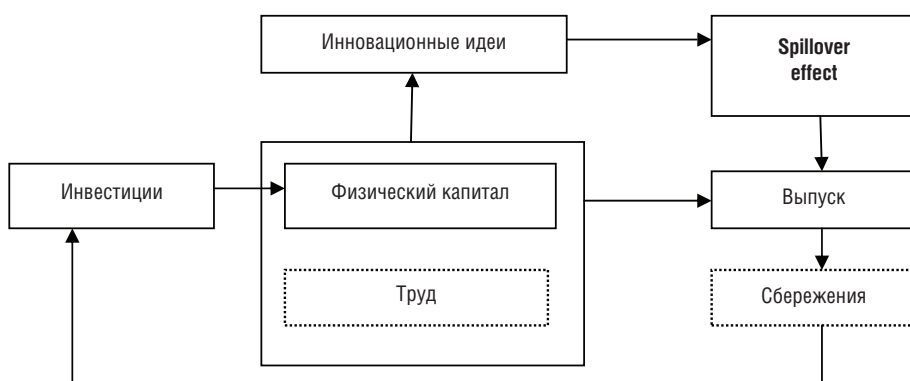 Инновационные идеи
Spillover
effect
Инвестиции
Физический капитал
Выпуск
Труд
Сбережения